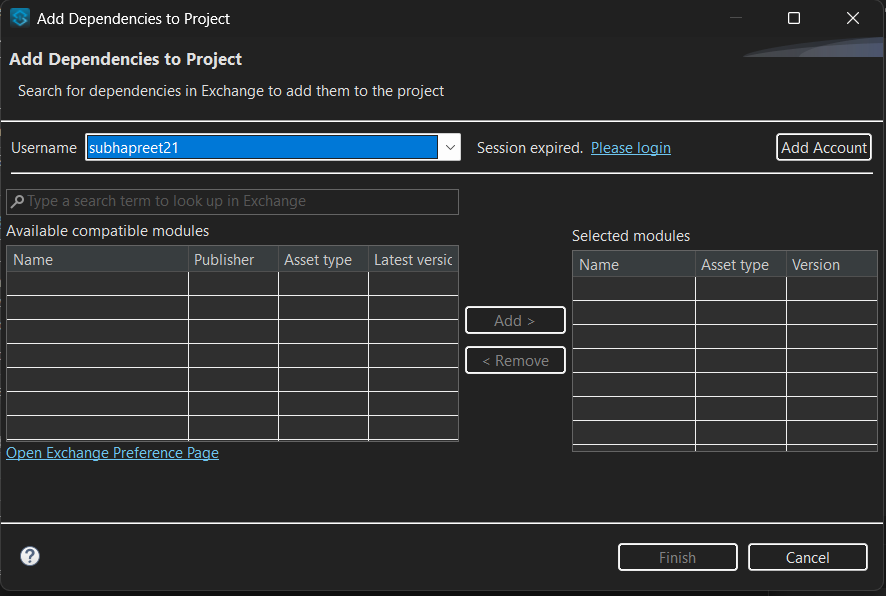 Add Dependencies to Project
Add Dependencies to Project
Search for dependencies in Exchange to add them to the project
Username subhapreet21 Session expired. Please login Add Account
Type a search term to look up in Exchange
Available compatible modules
Selected modules
Name Publisher Asset type Latest versic
Name Asset type Version
Add >
< Remove
Open Exchange Preference Page
? Finish Cancel